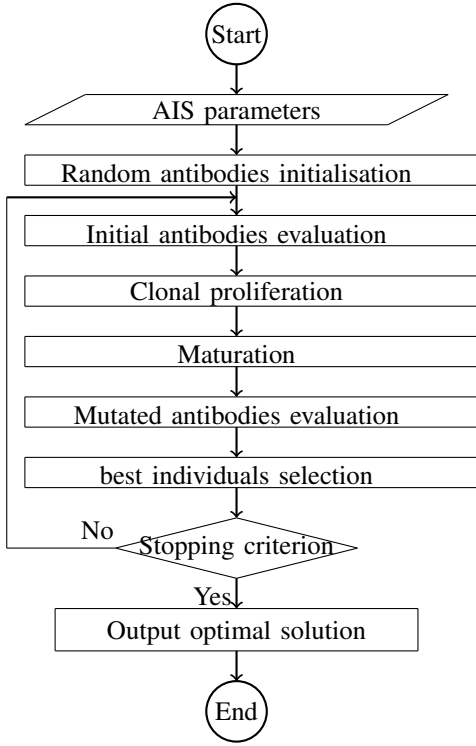 Start
AIS parameters
Random antibodies initialisation
Initial antibodies evaluation
Clonal proliferation
Maturation
Mutated antibodies evaluation
best individuals selection
No
Stopping criterion
Yes
Output optimal solution
End